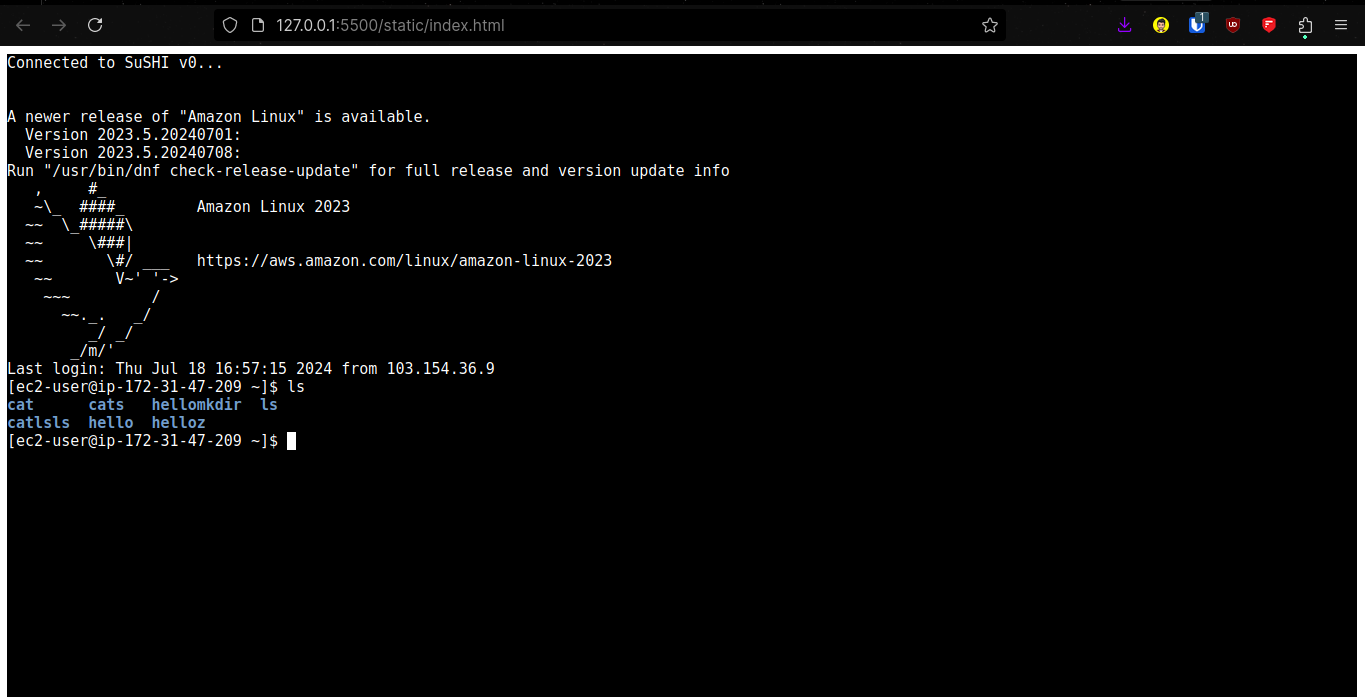 127.0.0.1:5500/static/index.html
1
UD
Connected to SuSHI v0...
A newer release of "Amazon Linux" is available.
  Version 2023.5.20240701:
  Version 2023.5.20240708:
Run "/usr/bin/dnf check-release-update" for full release and version update info
   ,     #_
   ~\_  ####_        Amazon Linux 2023
  ~~  \_#####\
  ~~     \###|
  ~~       \#/ ___   https://aws.amazon.com/linux/amazon-linux-2023
   ~~       V~' '->
    ~~~         /
      ~~._.   _/
         _/ _/
       _/m/'
Last login: Thu Jul 18 16:57:15 2024 from 103.154.36.9
[ec2-user@ip-172-31-47-209 ~]$ ls
cat      cats   hellomkdir  ls
catlsls  hello  helloz
[ec2-user@ip-172-31-47-209 ~]$